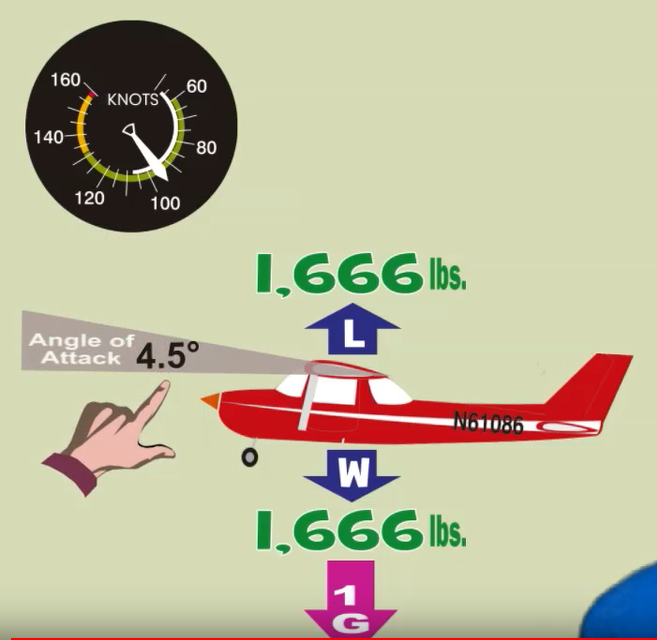 160
KNOTS
60
140
80
120
100
1,666 lbs.
L
Angle of
Attack 4.5°
N61086
W
1,666 lbs.
1
G